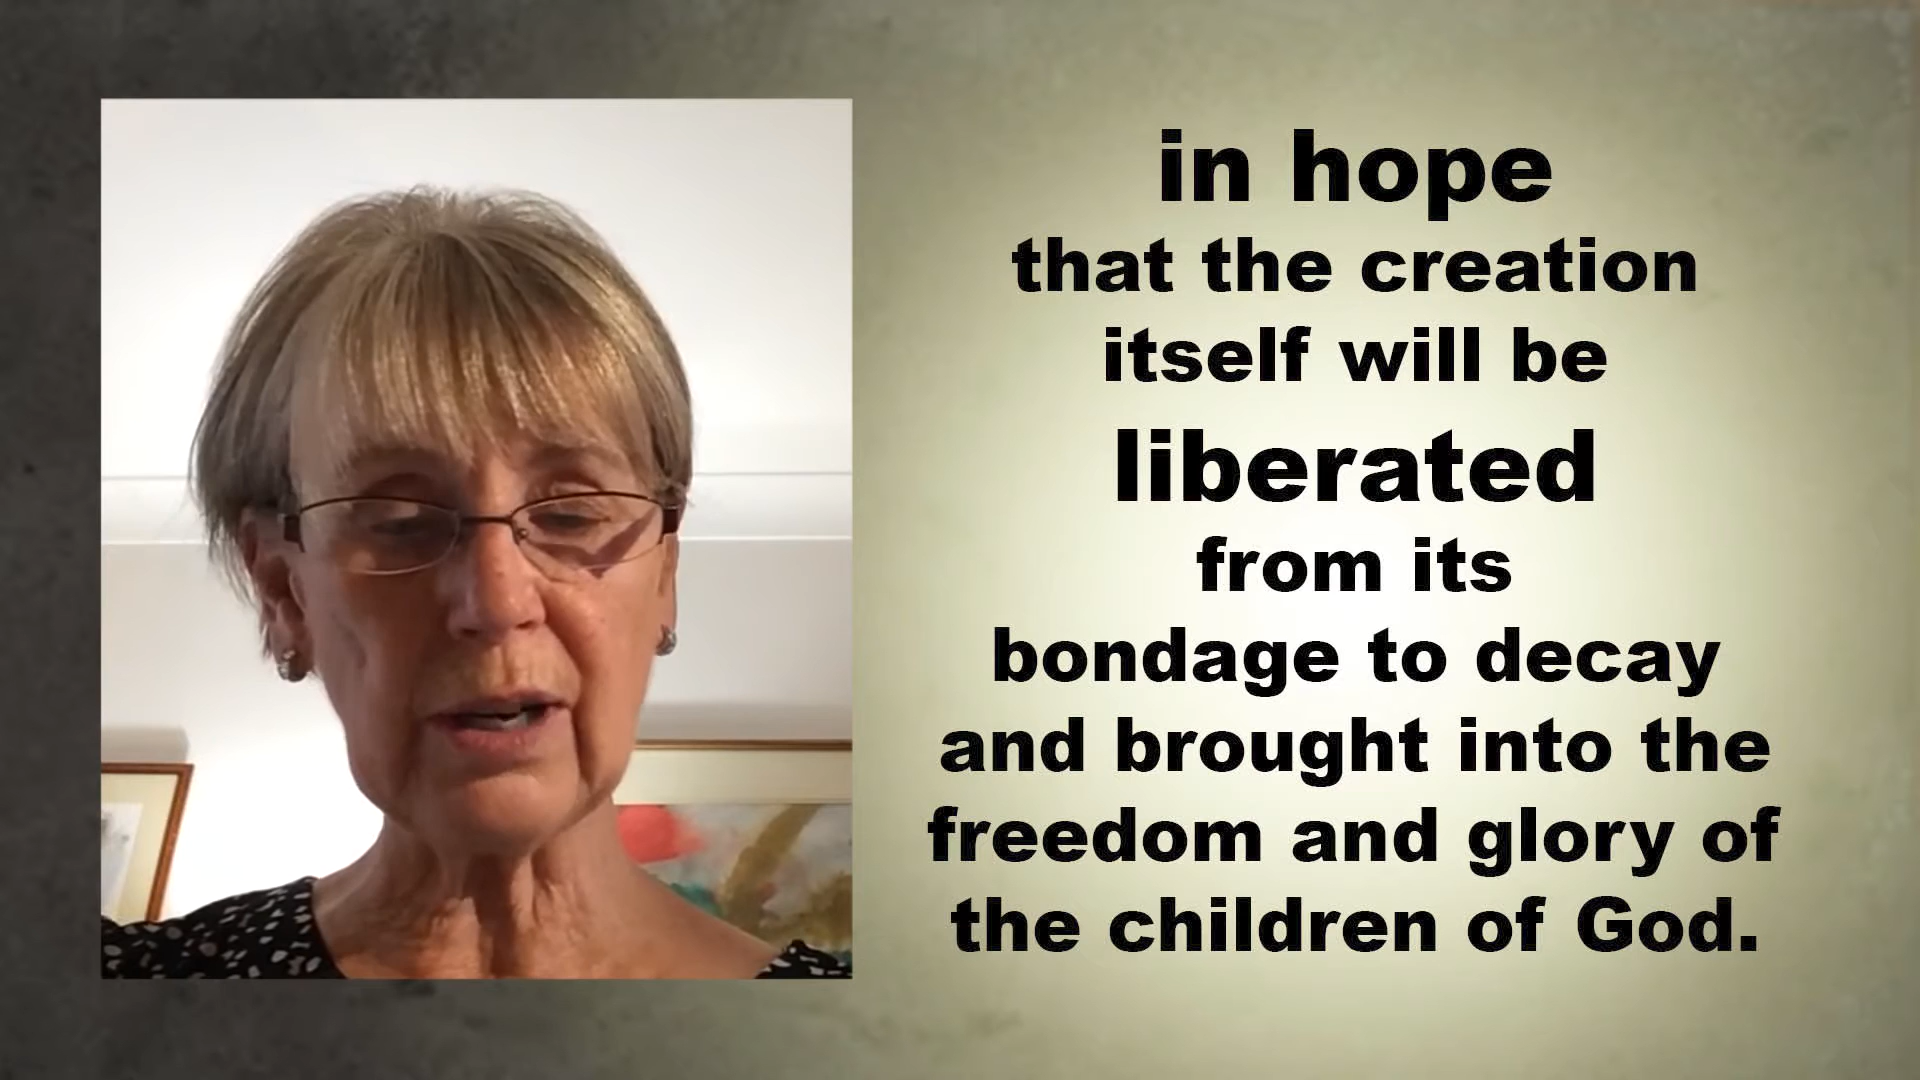 in hope
that the creation
itself will be
liberated
from its
bondage to decay
and brought into the
freedom and glory of
the children of God.